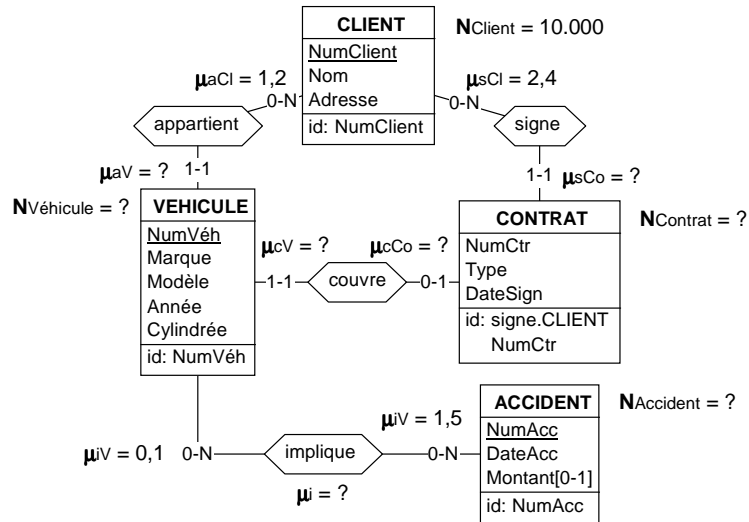 CLIENT
NumClient
Nom
Adresse
id: NumClient
NClient = 10.000
μaCl = 1,2
0-N
μsCl = 2,4
0-N
appartient
signe
1-1
μaV = ?
1-1
μsCo = ?
NVéhicule = ?
VEHICULE
NumVéh
Marque
Modèle
Année
Cylindrée
id: NumVéh
μcV = ?
1-1
couvre
μcCo = ?
0-1
CONTRAT
NumCtr
Type
DateSign
id: signe.CLIENT
NumCtr
NContrat = ?
μiV = 0,1
0-N
implique
μi = ?
μiV = 1,5
0-N
ACCIDENT
NumAcc
DateAcc
Montant[0-1]
id: NumAcc
NAccident = ?